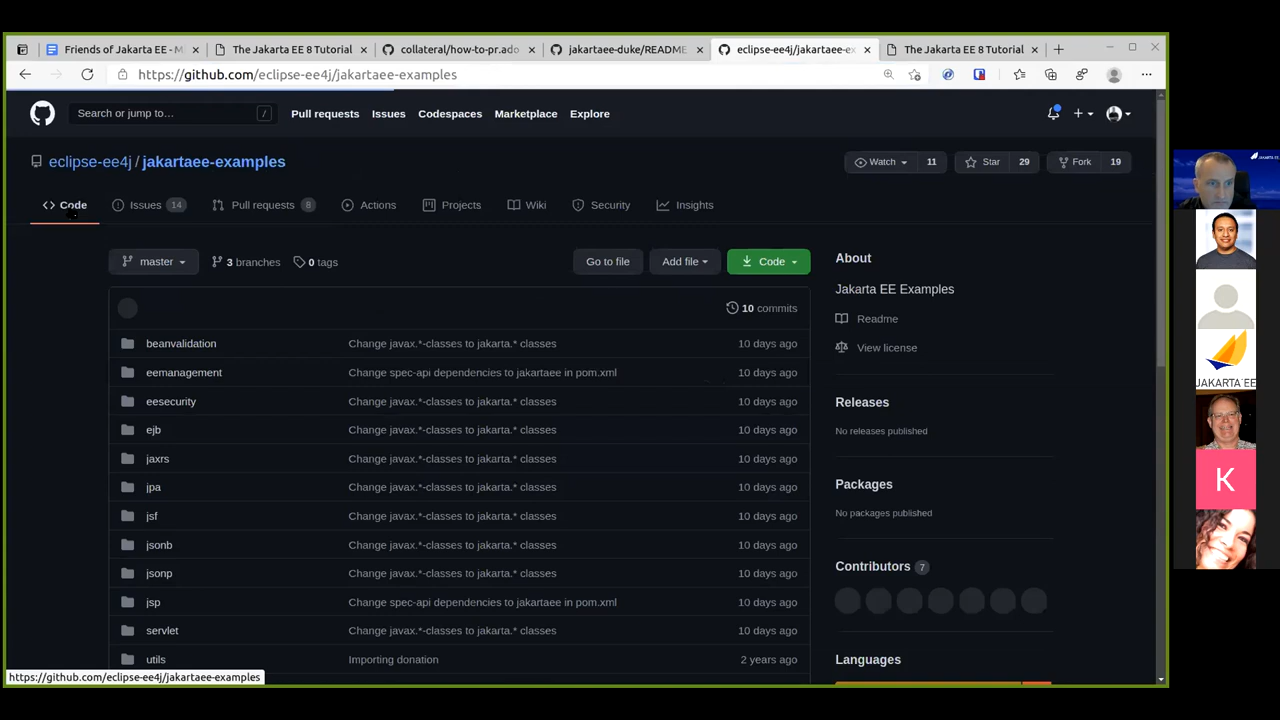 Friends of Jakarta EE - M
The Jakarta EE 8 Tutorial
collateral/how-to-pr.ado
jakartaee-duke/README
eclipse-ee4j/jakartaee-ex
The Jakarta EE 8 Tutorial
https://github.com/eclipse-ee4j/jakartaee-examples
Search or jump to…
/
Pull requests
Issues
Codespaces
Marketplace
Explore
eclipse-ee4j / jakartaee-examples
Watch 11
Star 29
Fork 19
Code
Issues 14
Pull requests 8
Actions
Projects
Wiki
Security
Insights
master
3 branches
0 tags
Go to file
Add file
Code
10 commits
beanvalidation Change javax.*-classes to jakarta.* classes 10 days ago
eemanagement Change spec-api dependencies to jakartaee in pom.xml 10 days ago
eesecurity Change javax.*-classes to jakarta.* classes 10 days ago
ejb Change javax.*-classes to jakarta.* classes 10 days ago
jaxrs Change javax.*-classes to jakarta.* classes 10 days ago
jpa Change javax.*-classes to jakarta.* classes 10 days ago
jsf Change javax.*-classes to jakarta.* classes 10 days ago
jsonb Change javax.*-classes to jakarta.* classes 10 days ago
jsonp Change javax.*-classes to jakarta.* classes 10 days ago
jsp Change spec-api dependencies to jakartaee in pom.xml 10 days ago
servlet Change javax.*-classes to jakarta.* classes 10 days ago
utils Importing donation 2 years ago
About
Jakarta EE Examples
Readme
View license
Releases
No releases published
Packages
No packages published
Contributors 7
Languages
https://github.com/eclipse-ee4j/jakartaee-examples
JAKARTA EE
JAKARTA EE
K